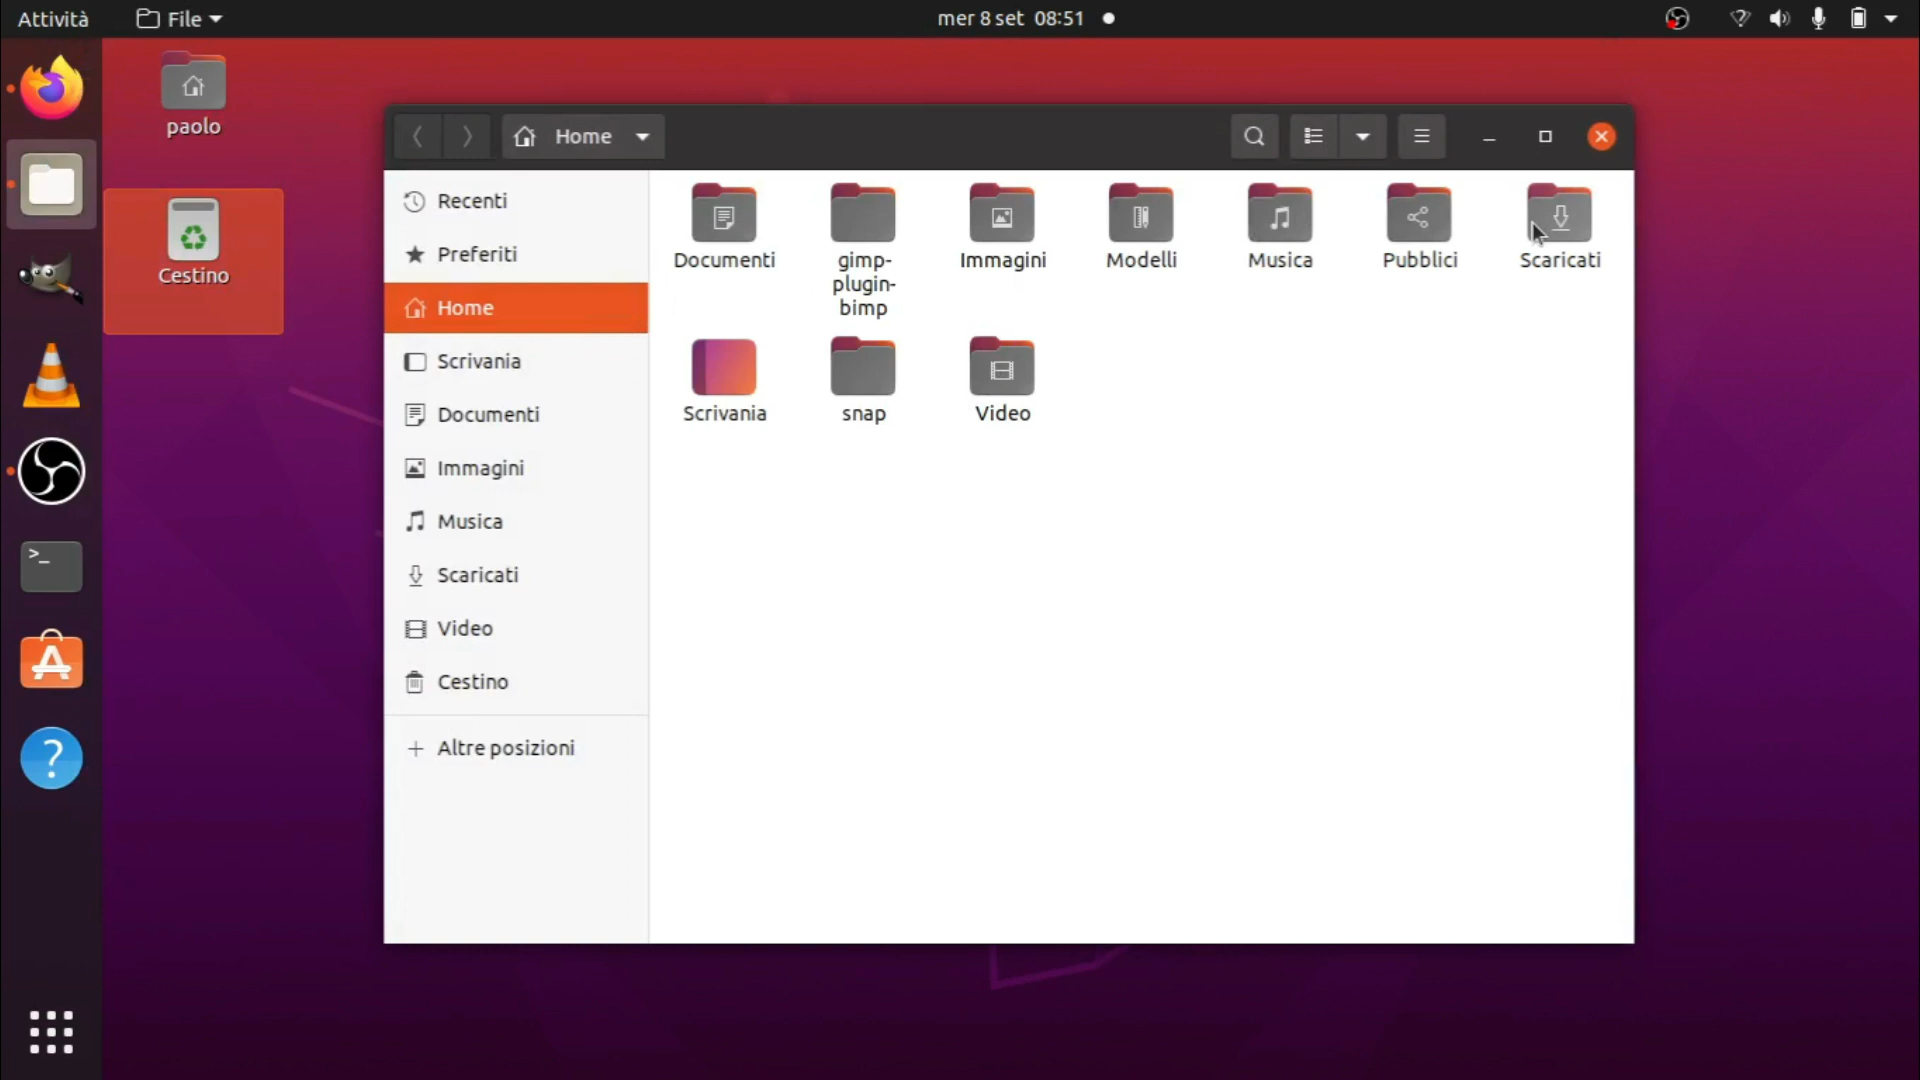 Attività
File
mer 8 set 08:51
paolo
Cestino
Home
Recenti
Preferiti
Home
Scrivania
Documenti
Immagini
Musica
Scaricati
Video
Cestino
Altre posizioni
Documenti
gimp-
plugin-
bimp
Immagini
Modelli
Musica
Pubblici
Scaricati
Scrivania
snap
Video